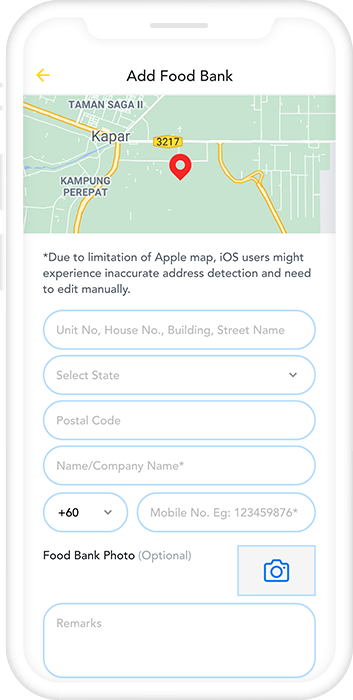 Add Food Bank
TAMAN SAGA II
Kapar
3217
KAMPUNG
PEREPAT
*Due to limitation of Apple map, iOS users might
experience inaccurate address detection and need
to edit manually.
Unit No, House No., Building, Street Name
Select State
Postal Code
Name/Company Name*
+60
Mobile No. Eg: 123459876*
Food Bank Photo (Optional)
Remarks